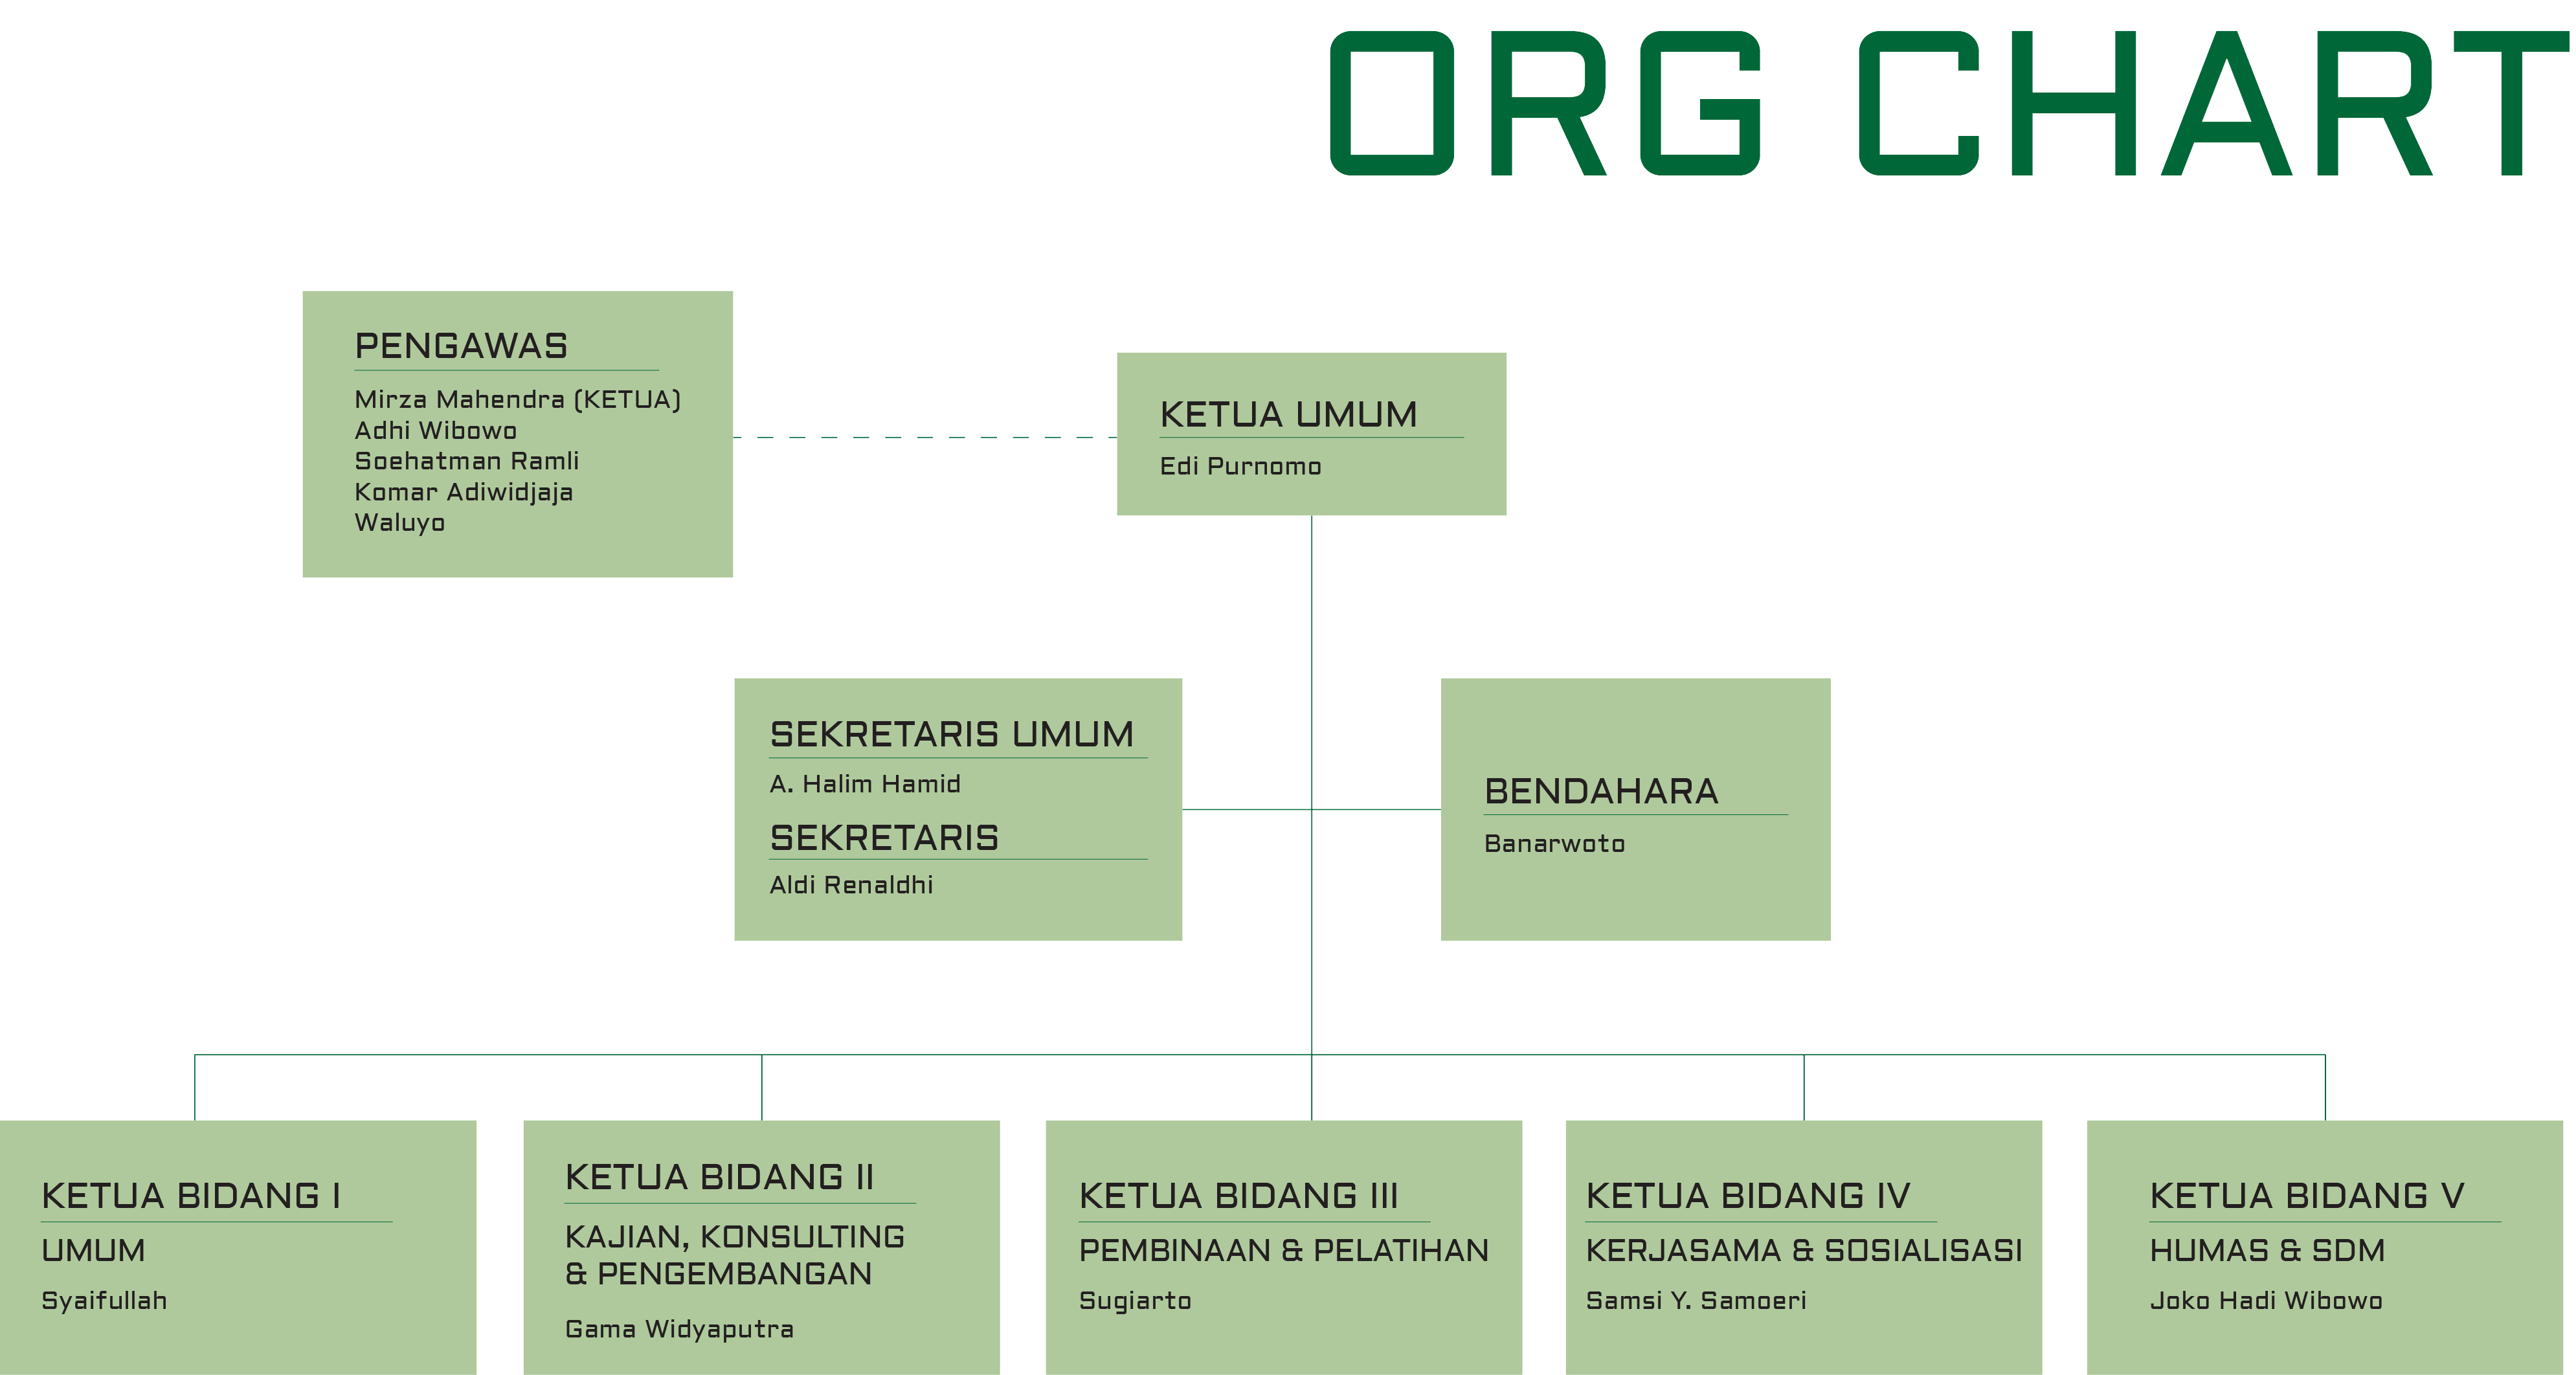 ORG CHART
PENGAWAS
Mirza Mahendra (KETUA)
Adhi Wibowo
Soehatman Ramli
Komar Adiwidjaja
Waluyo
KETUA UMUM
Edi Purnomo
SEKRETARIS UMUM
A. Halim Hamid
SEKRETARIS
Aldi Renaldhi
BENDAHARA
Banarwoto
KETUA BIDANG I
UMUM
Syaifullah
KETUA BIDANG II
KAJIAN, KONSULTING
& PENGEMBANGAN
Gama Widyaputra
KETUA BIDANG III
PEMBINAAN & PELATIHAN
Sugiarto
KETUA BIDANG IV
KERJASAMA & SOSIALISASI
Samsi Y. Samoeri
KETUA BIDANG V
HUMAS & SDM
Joko Hadi Wibowo